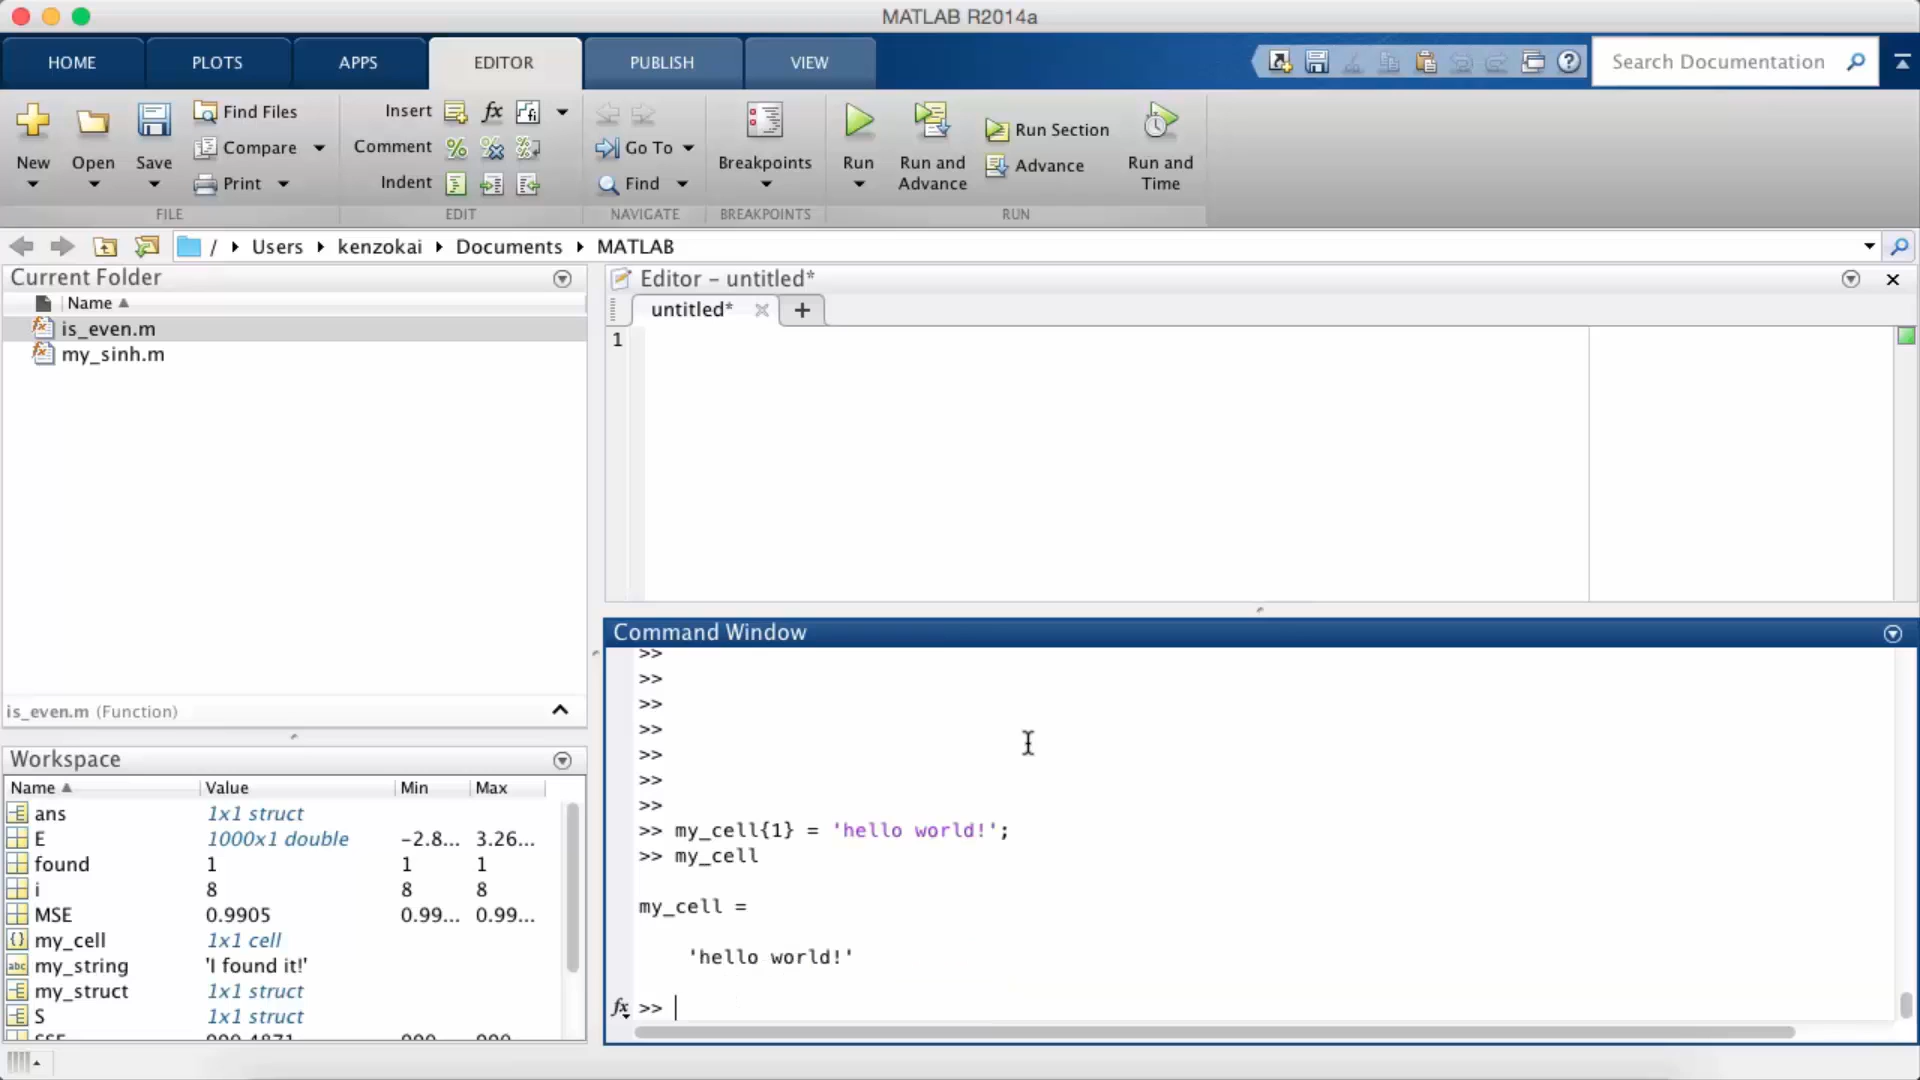 MATLAB R2014a
HOME PLOTS APPS EDITOR PUBLISH VIEW
Search Documentation
New Open Save
Find Files
Compare
Print
FILE
Insert fx fi
Comment
Indent
EDIT
Go To
Find
NAVIGATE
Breakpoints
BREAKPOINTS
Run
Run and Advance
Run Section
Advance
Run and Time
RUN
/ Users kenzokai Documents MATLAB
Current Folder
Name
is_even.m
my_sinh.m
is_even.m (Function)
Workspace
Name Value Min Max
ans 1x1 struct
E 1000x1 double -2.8... 3.26...
found 1 1 1
i 8 8 8
MSE 0.9905 0.99... 0.99...
my_cell 1x1 cell
my_string 'I found it!'
my_struct 1x1 struct
S 1x1 struct
Editor – untitled*
untitled*
1
Command Window
>>
>>
>>
>>
>>
>>
>>
>> my_cell{1} = 'hello world!';
>> my_cell
my_cell =
'hello world!'
fx >>